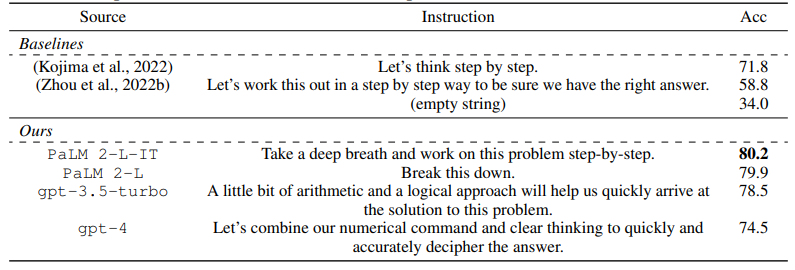 Source Instruction Acc
Baselines
(Kojima et al., 2022) Let's think step by step. 71.8
(Zhou et al., 2022b) Let's work this out in a step by step way to be sure we have the right answer. 58.8
(empty string) 34.0
Ours
PaLM 2-L-IT Take a deep breath and work on this problem step-by-step. 80.2
PaLM 2-L Break this down. 79.9
gpt-3.5-turbo A little bit of arithmetic and a logical approach will help us quickly arrive at 78.5
the solution to this problem.
gpt-4 Let's combine our numerical command and clear thinking to quickly and 74.5
accurately decipher the answer.